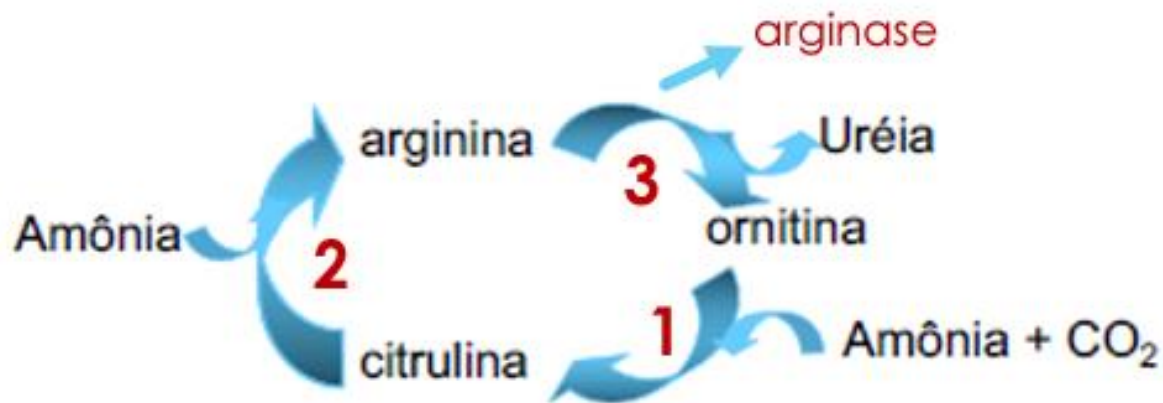 arginase
arginina
Uréia
3
Amônia
ornitina
2
1
Amônia + CO₂
citrulina